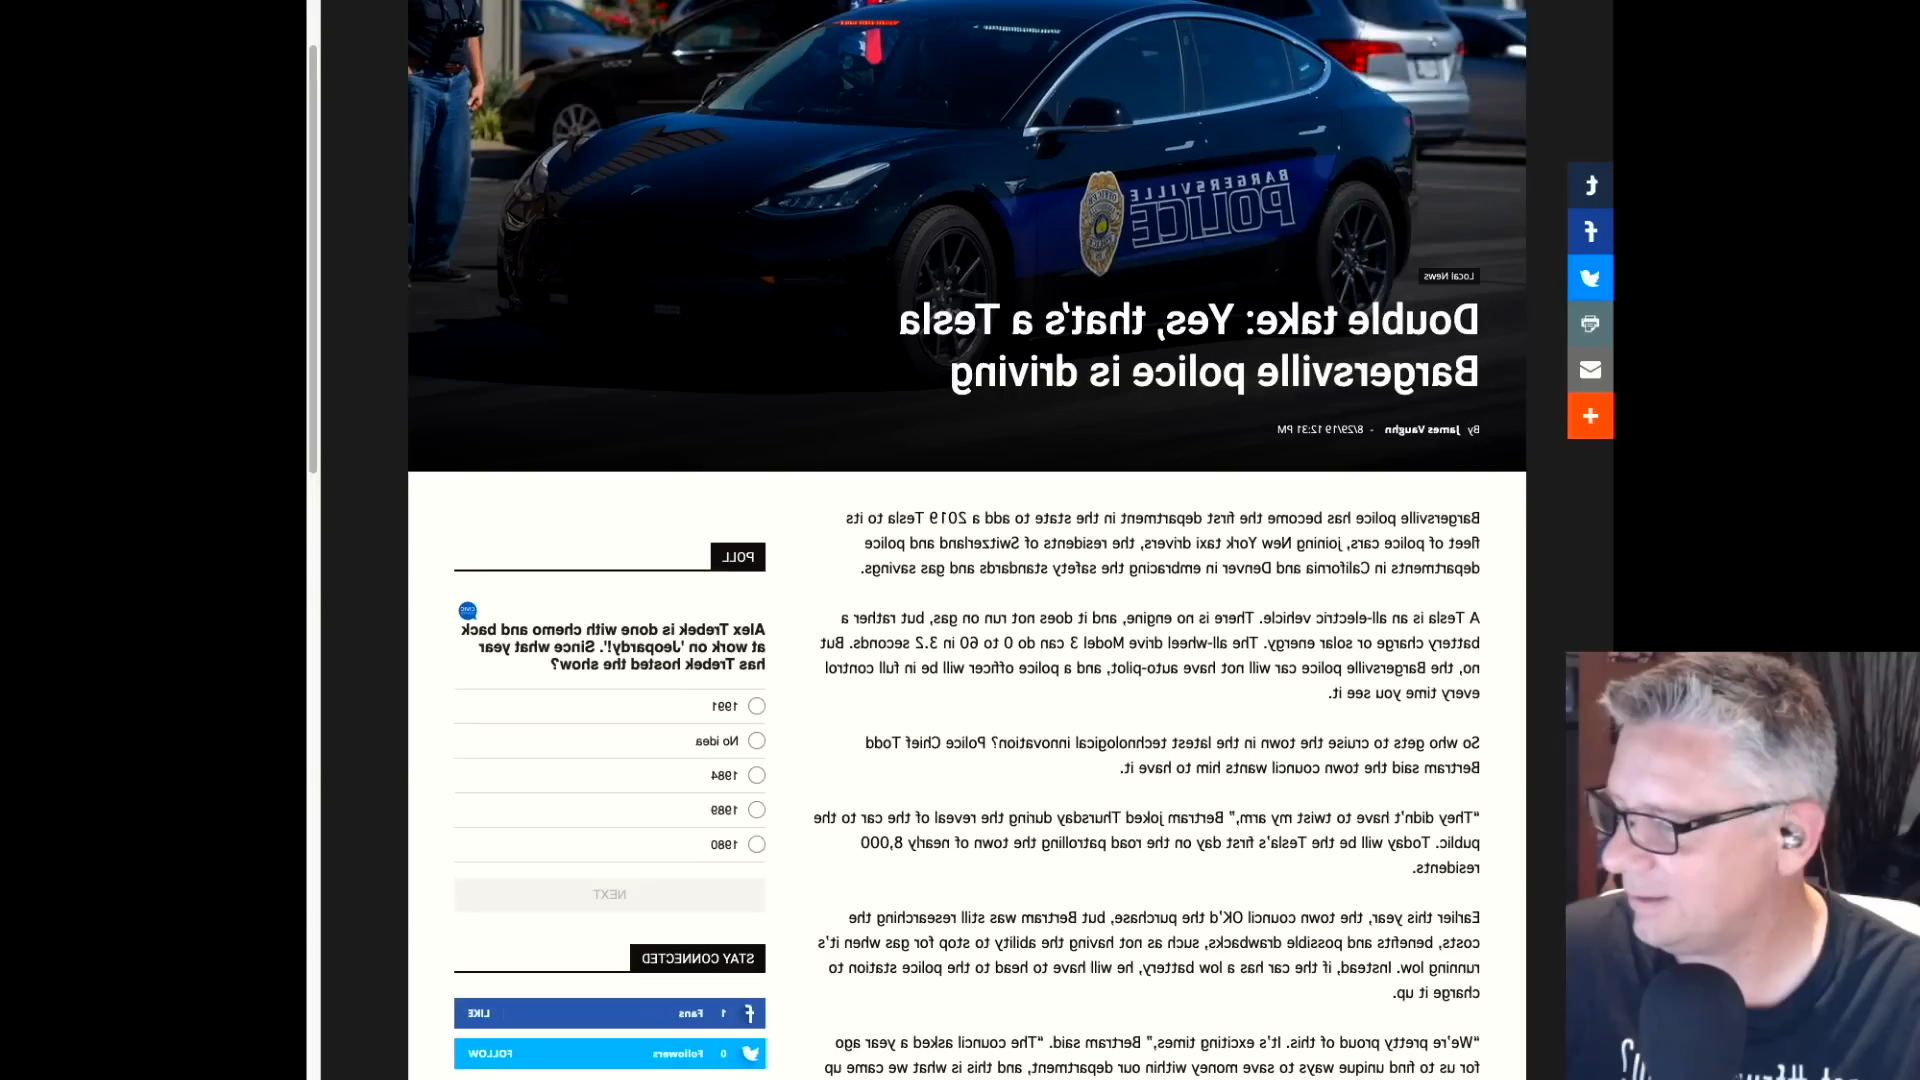 BARGERSVILLE
POLICE
Local News
Double take: Yes, that's a Tesla
Bargersville police is driving
By James Vaughn - 8/29/19 12:31 PM
Bargersville police has become the first department in the state to add a 2019 Tesla to its
fleet of police cars, joining New York taxi drivers, the residents of Switzerland and police
departments in California and Denver in embracing the safety standards and gas savings.
A Tesla is an all-electric vehicle. There is no engine, and it does not run on gas, but rather a
battery charge or solar energy. The all-wheel drive Model 3 can do 0 to 60 in 3.2 seconds. But
no, the Bargersville police car will not have auto-pilot, and a police officer will be in full control
every time you see it.
So who gets to cruise the town in the latest technological innovation? Police Chief Todd
Bertram said the town council wants him to have it.
“They didn't have to twist my arm,” Bertram joked Thursday during the reveal of the car to the
public. Today will be the Tesla's first day on the road patrolling the town of nearly 8,000
residents.
Earlier this year, the town council OK'd the purchase, but Bertram was still researching the
costs, benefits and possible drawbacks, such as not having the ability to stop for gas when it's
running low. Instead, if the car has a low battery, he will have to head to the police station to
charge it up.
“We're pretty proud of this. It's exciting times,” Bertram said. “The council asked a year ago
for us to find unique ways to save money within our department, and this is what we came up
POLL
Alex Trebek is done with chemo and back
at work on 'Jeopardy!'. Since what year
has Trebek hosted the show?
1991
No idea
1984
1989
1980
NEXT
STAY CONNECTED
1 Fans LIKE
0 Followers FOLLOW